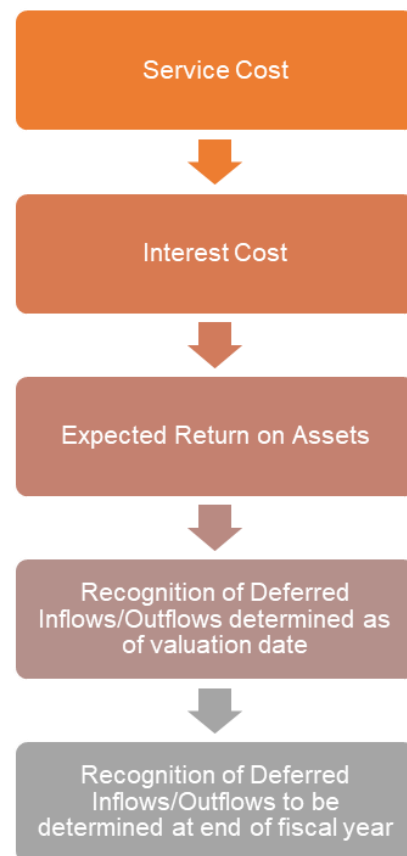 Service Cost
Interest Cost
Expected Return on Assets
Recognition of Deferred
Inflows/Outflows determined as
of valuation date
Recognition of Deferred
Inflows/Outflows to be
determined at end of fiscal year